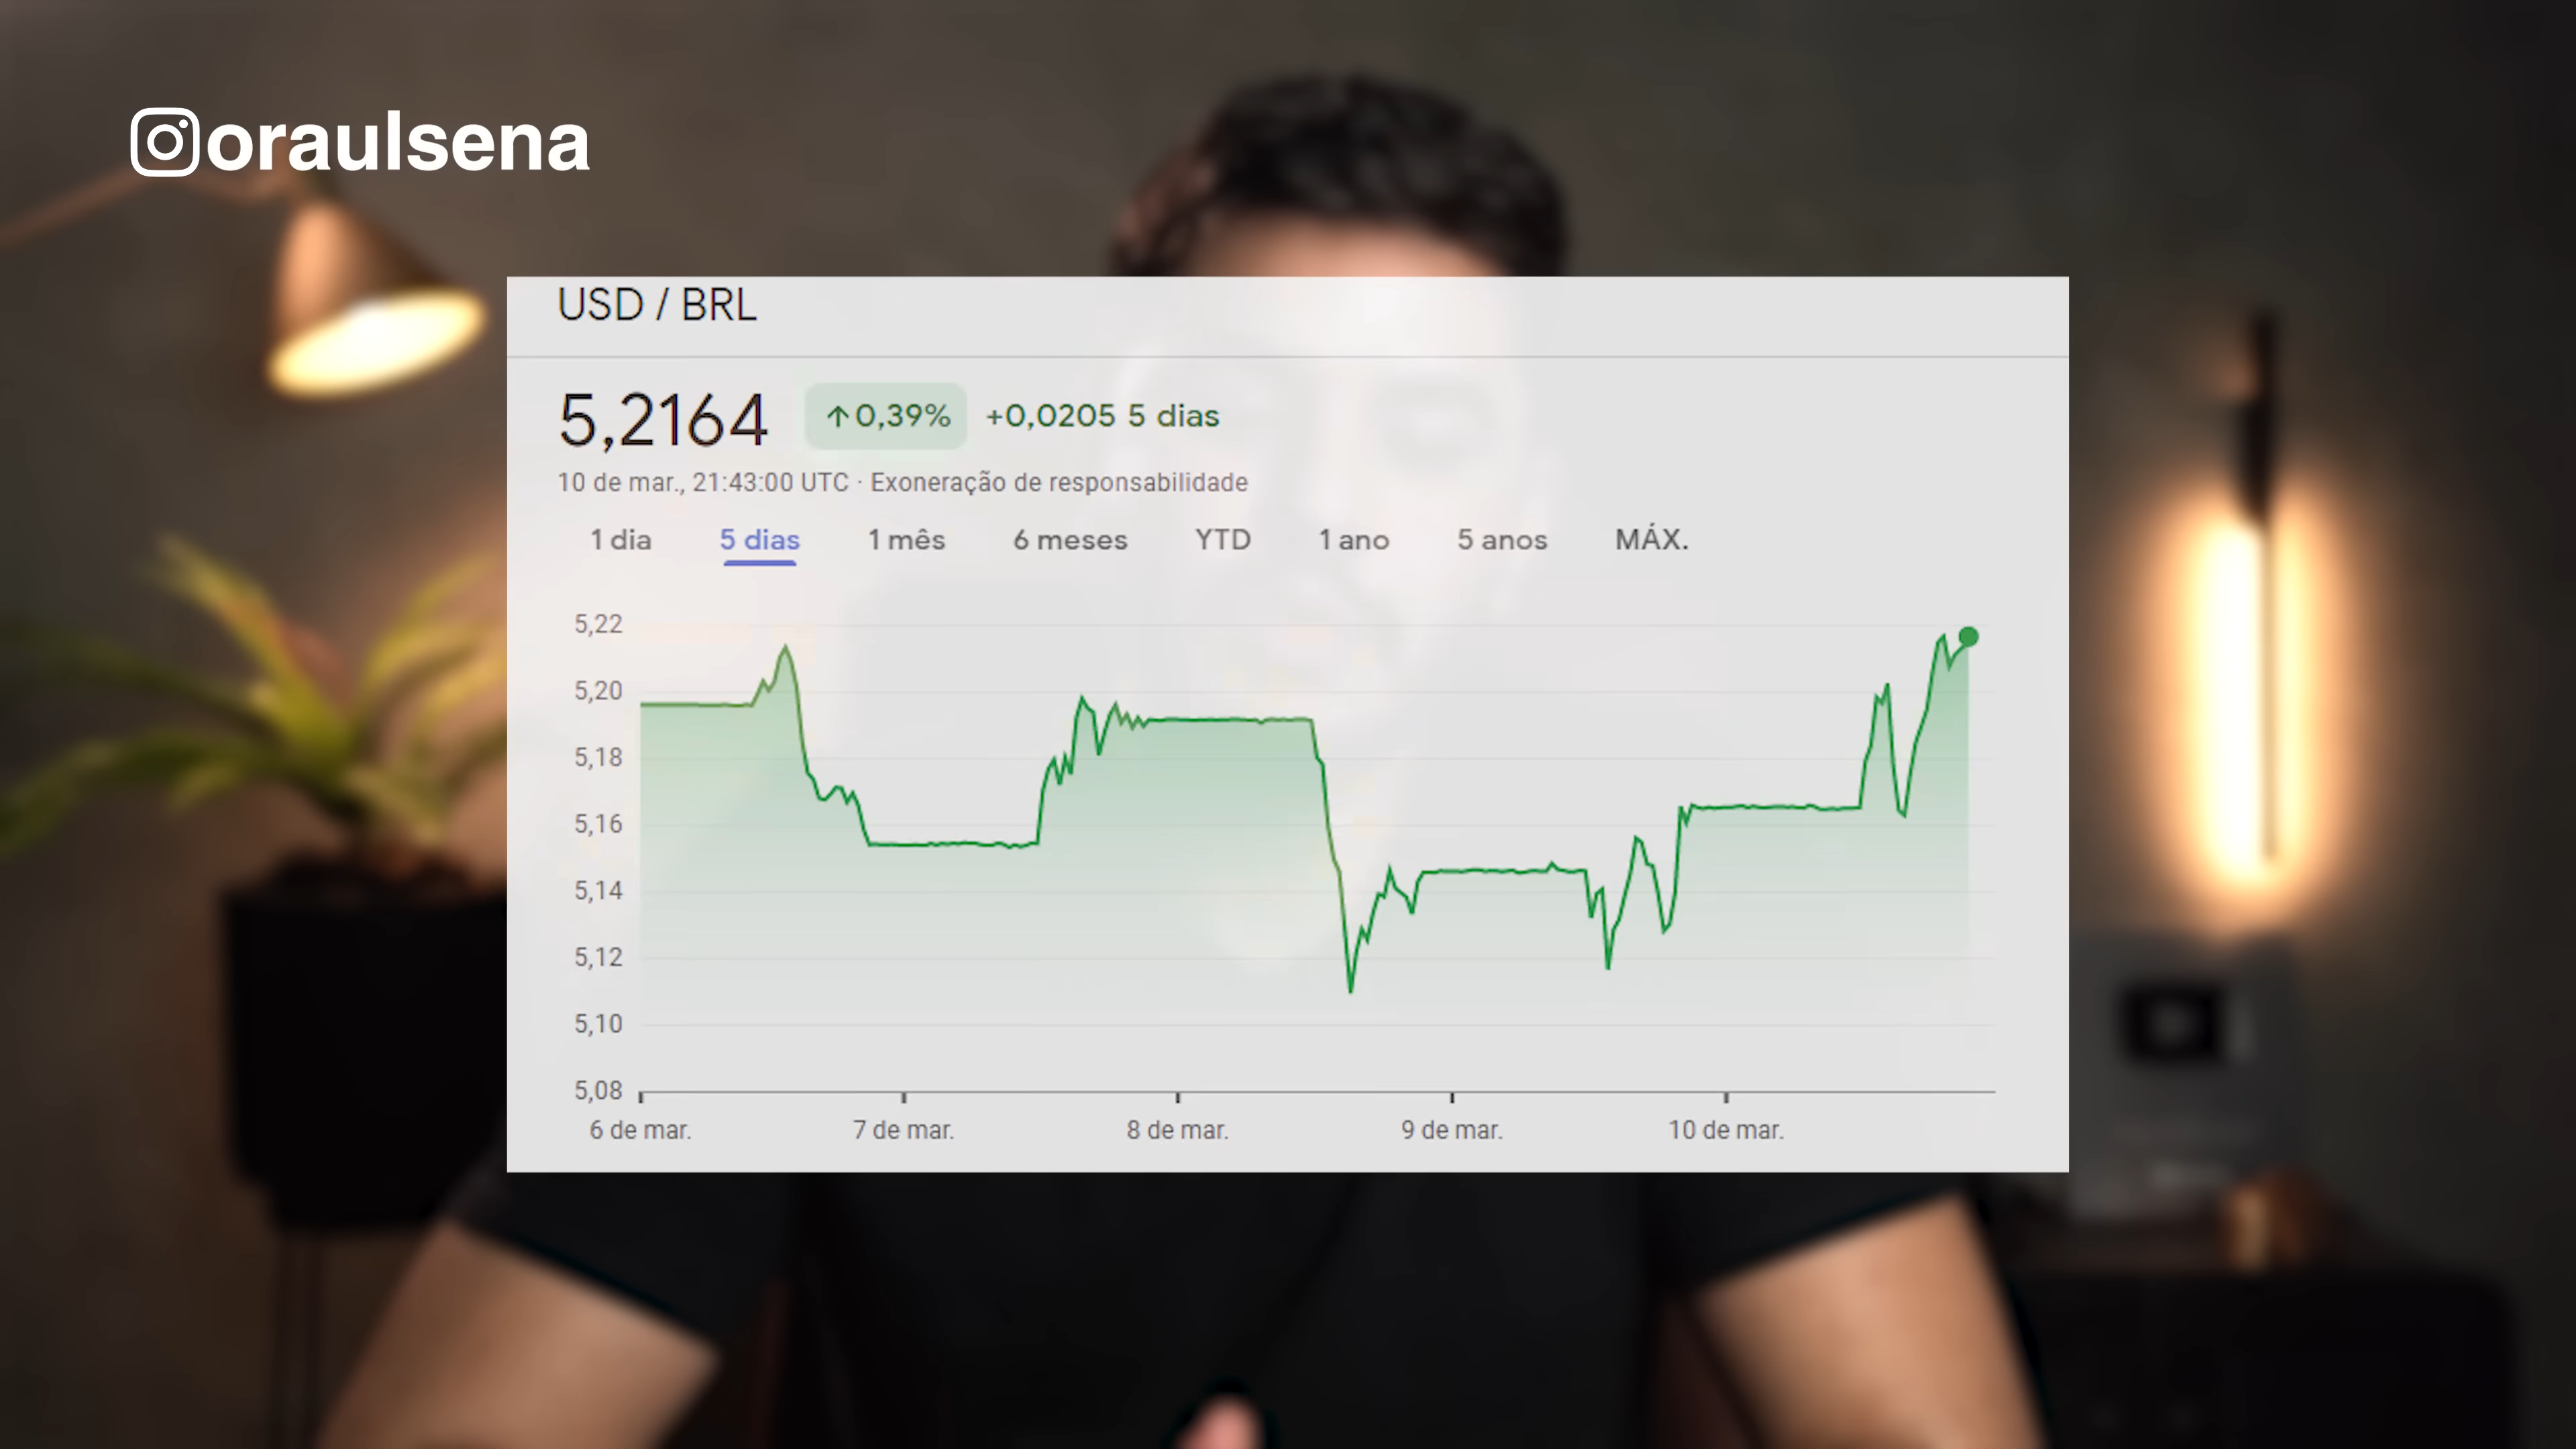 oraulsena
USD / BRL
5,2164 ↑0,39% +0,0205 5 dias
10 de mar., 21:43:00 UTC · Exoneração de responsabilidade
1 dia 5 dias 1 mês 6 meses YTD 1 ano 5 anos MÁX.
5,22
5,20
5,18
5,16
5,14
5,12
5,10
5,08
6 de mar. 7 de mar. 8 de mar. 9 de mar. 10 de mar.